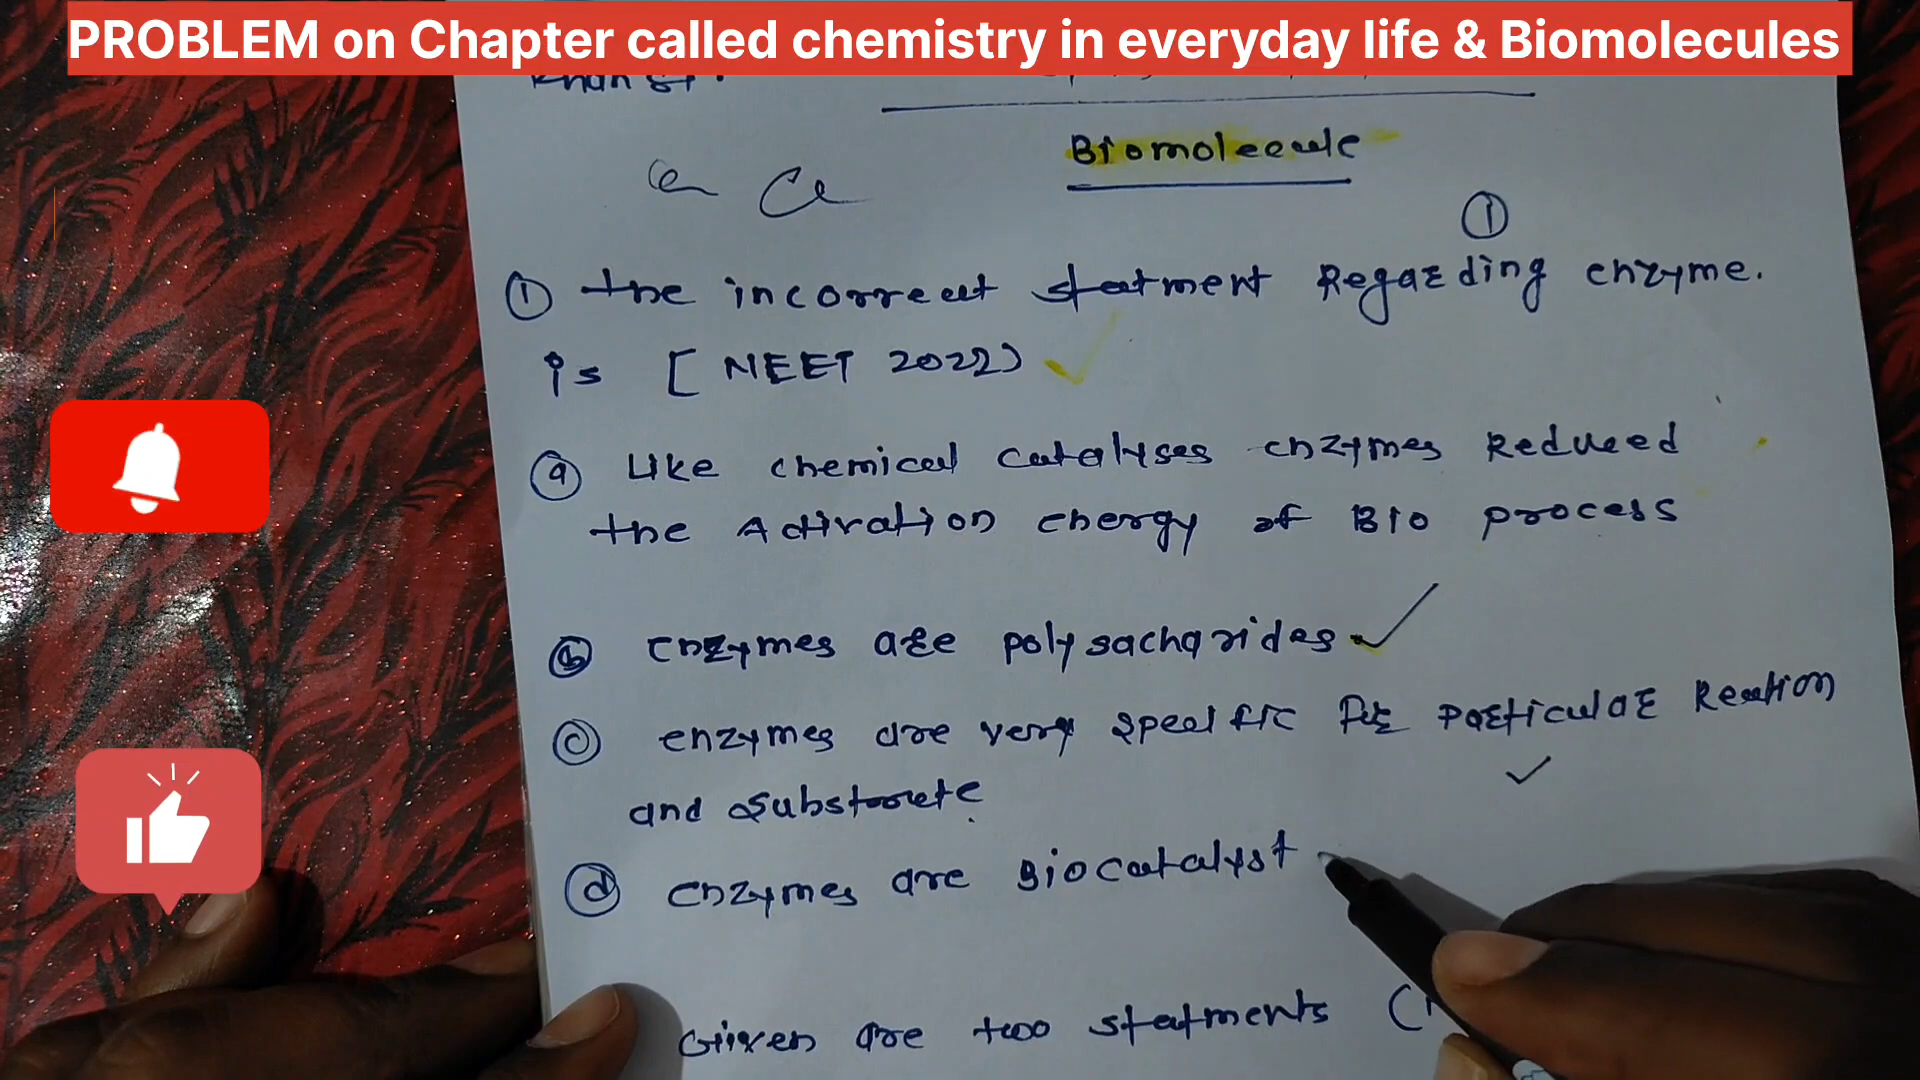 PROBLEM on Chapter called chemistry in everyday life & Biomolecules
Biomolecule
①
① the incorrect statment Regarding enzyme.
is [ NEET 2022)
ⓐ Like chemical catalyses enzymes Reduced
the Activation energy of Bio process
ⓑ enzymes are polysacharides
ⓒ enzymes are very specific for particular Reation
and substrate
ⓓ enzymes are Biocatalyst
Given are two statments (